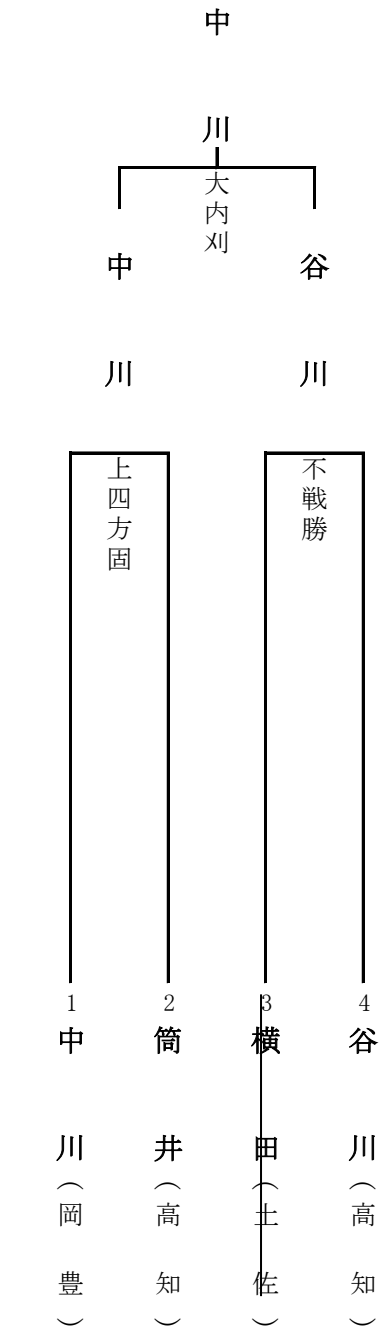 中川
大内刈
中川
谷川
上四方固
不戦勝
1 中川（岡豊）
2 筒井（高知）
3 横田（土佐）
4 谷川（高知）